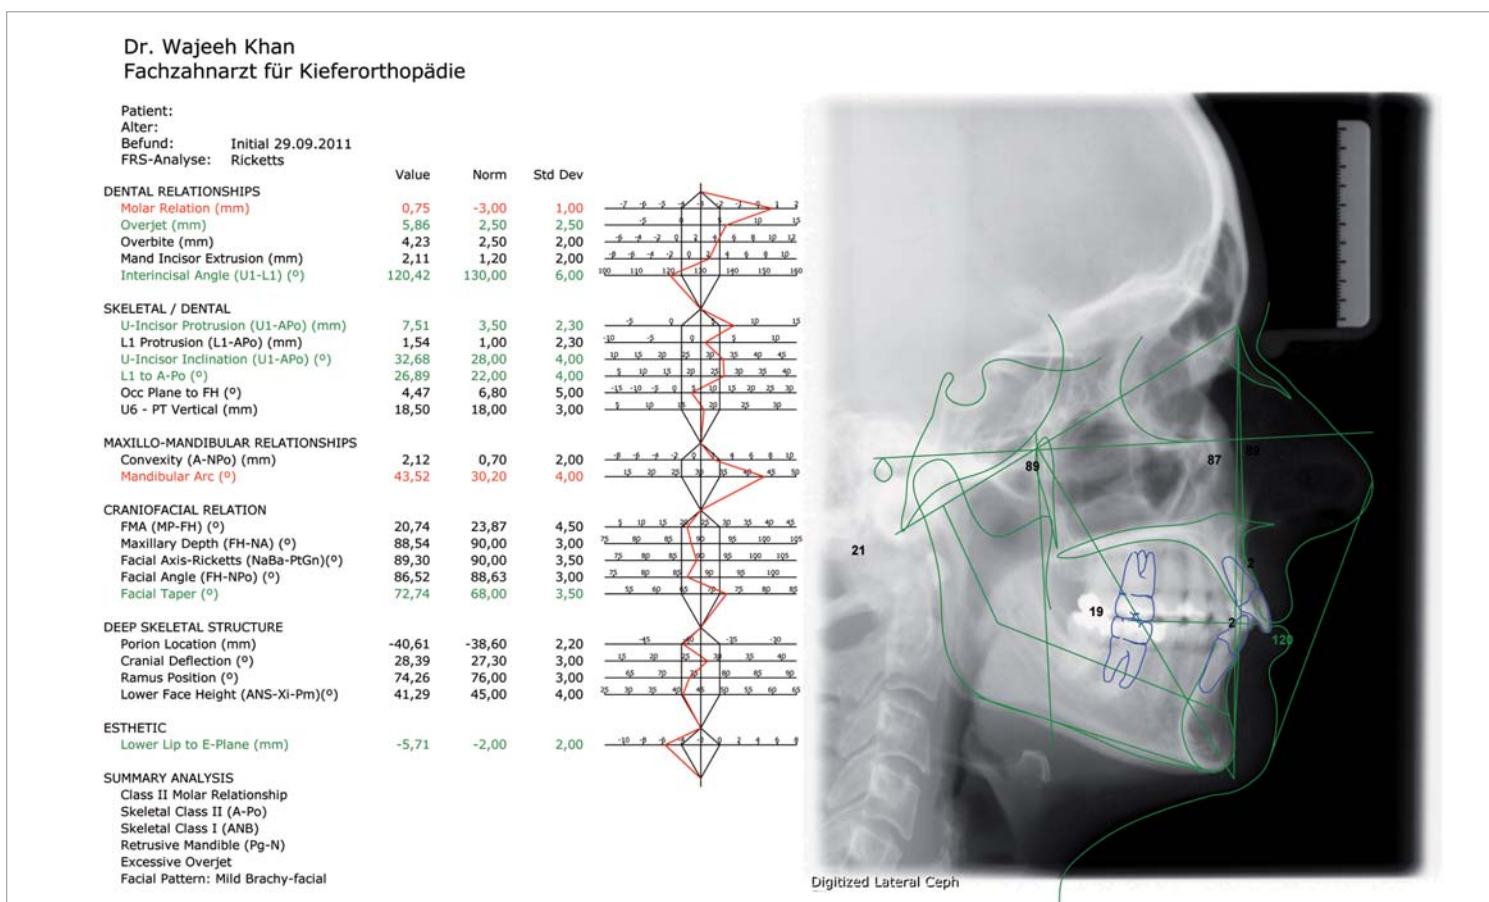 Dr. Wajeeh Khan
Fachzahnarzt für Kieferorthopädie
Patient:
Alter:
Befund: Initial 29.09.2011
FRS-Analyse: Ricketts
Value Norm Std Dev
DENTAL RELATIONSHIPS
Molar Relation (mm) 0,75 -3,00 1,00
Overjet (mm) 5,86 2,50 2,50
Overbite (mm) 4,23 2,50 2,00
Mand Incisor Extrusion (mm) 2,11 1,20 2,00
Interincisal Angle (U1-L1) (º) 120,42 130,00 6,00
SKELETAL / DENTAL
U-Incisor Protrusion (U1-APo) (mm) 7,51 3,50 2,30
L1 Protrusion (L1-APo) (mm) 1,54 1,00 2,30
U-Incisor Inclination (U1-APo) (º) 32,68 28,00 4,00
L1 to A-Po (º) 26,89 22,00 4,00
Occ Plane to FH (º) 4,47 6,80 5,00
U6 - PT Vertical (mm) 18,50 18,00 3,00
MAXILLO-MANDIBULAR RELATIONSHIPS
Convexity (A-NPo) (mm) 2,12 0,70 2,00
Mandibular Arc (º) 43,52 30,20 4,00
CRANIOFACIAL RELATION
FMA (MP-FH) (º) 20,74 23,87 4,50
Maxillary Depth (FH-NA) (º) 88,54 90,00 3,00
Facial Axis-Ricketts (NaBa-PtGn)(º) 89,30 90,00 3,50
Facial Angle (FH-NPo) (º) 86,52 88,63 3,00
Facial Taper (º) 72,74 68,00 3,50
DEEP SKELETAL STRUCTURE
Porion Location (mm) -40,61 -38,60 2,20
Cranial Deflection (º) 28,39 27,30 3,00
Ramus Position (º) 74,26 76,00 3,00
Lower Face Height (ANS-Xi-Pm)(º) 41,29 45,00 4,00
ESTHETIC
Lower Lip to E-Plane (mm) -5,71 -2,00 2,00
SUMMARY ANALYSIS
Class II Molar Relationship
Skeletal Class II (A-Po)
Skeletal Class I (ANB)
Retrusive Mandible (Pg-N)
Excessive Overjet
Facial Pattern: Mild Brachy-facial
89
87
89
21
2
19
2
120
Digitized Lateral Ceph